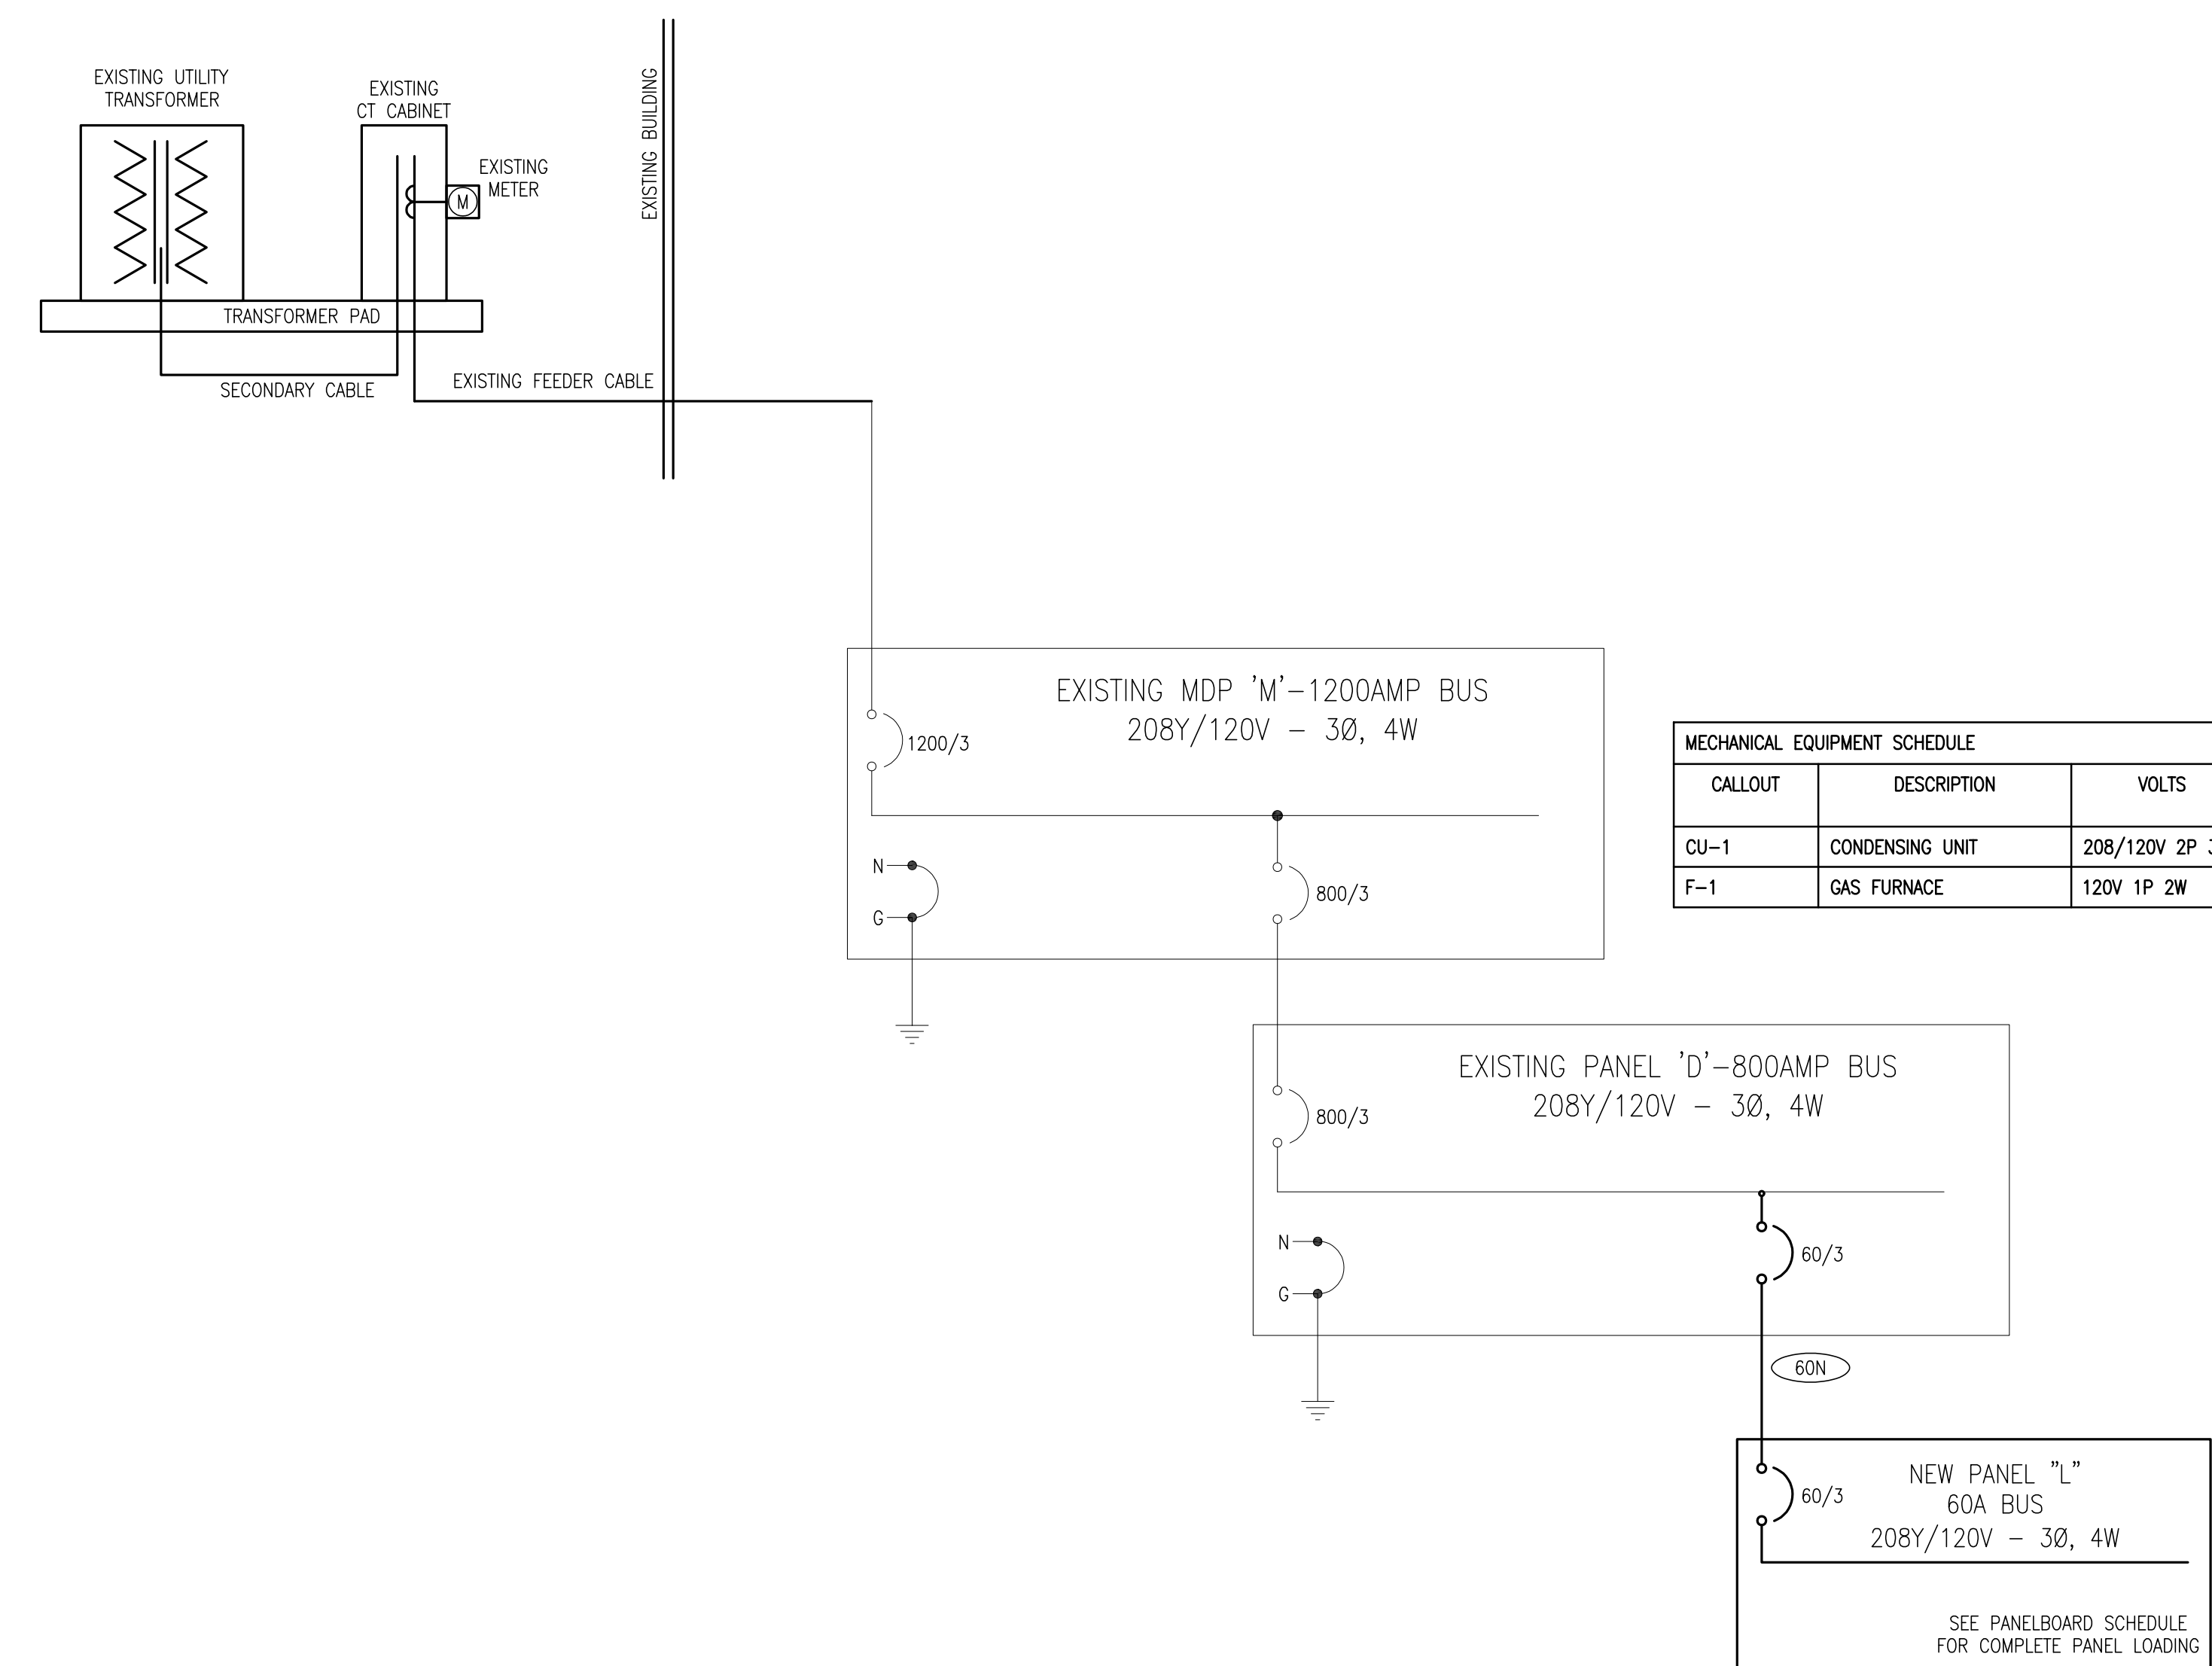 EXISTING UTILITY
TRANSFORMER
EXISTING
CT CABINET
EXISTING
METER
M
EXISTING BUILDING
TRANSFORMER PAD
SECONDARY CABLE
EXISTING FEEDER CABLE
EXISTING MDP 'M'-1200AMP BUS
208Y/120V - 3Ø, 4W
1200/3
N
G
800/3
MECHANICAL EQUIPMENT SCHEDULE
CALLOUT DESCRIPTION VOLTS
CU-1 CONDENSING UNIT 208/120V 2P
F-1 GAS FURNACE 120V 1P 2W
EXISTING PANEL 'D'-800AMP BUS
208Y/120V - 3Ø, 4W
800/3
N
G
60/3
60N
NEW PANEL "L"
60A BUS
208Y/120V - 3Ø, 4W
60/3
SEE PANELBOARD SCHEDULE
FOR COMPLETE PANEL LOADING